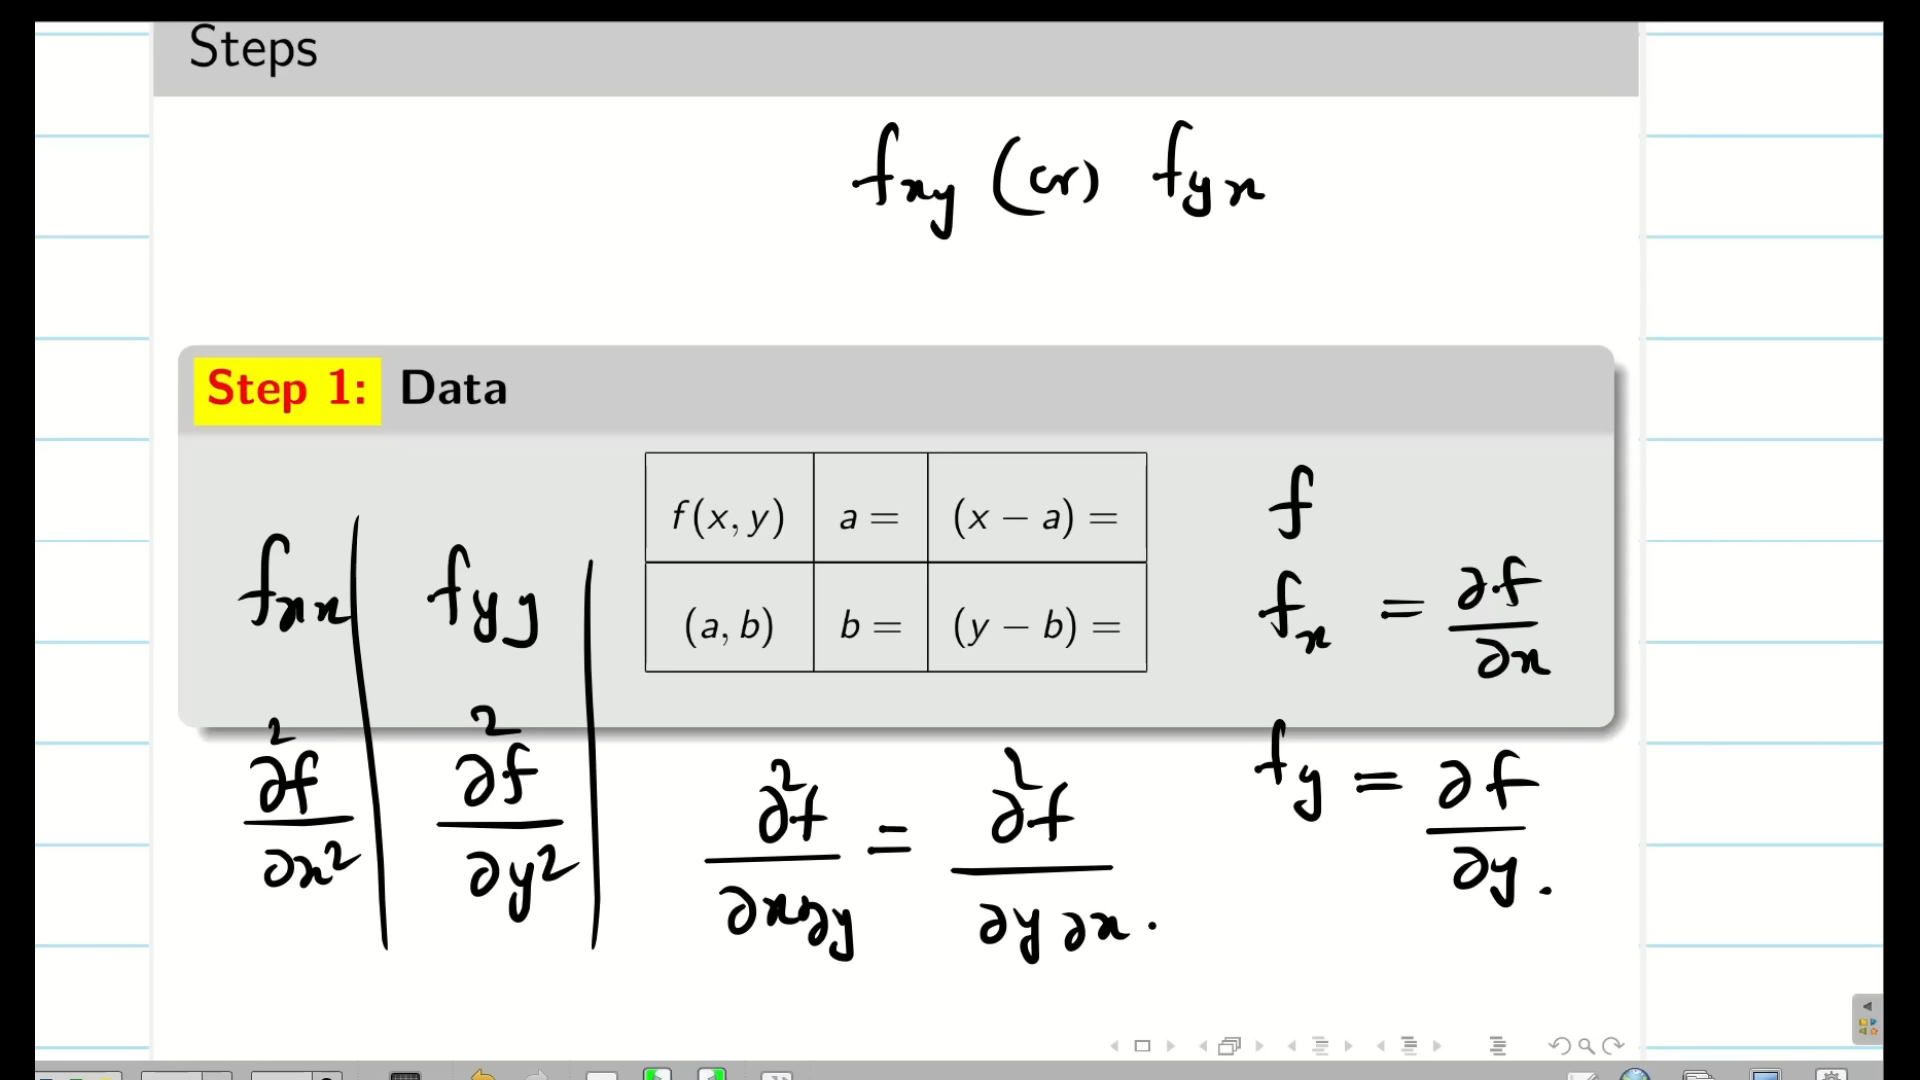 Steps
f_xy (or) f_yx
Step 1: Data
f(x, y) a = (x − a) =
(a, b) b = (y − b) =
f_xx f_yy
∂²f/∂x² ∂²f/∂y²
∂²f/∂x∂y = ∂²f/∂y∂x .
f
f_x = ∂f/∂x
f_y = ∂f/∂y .